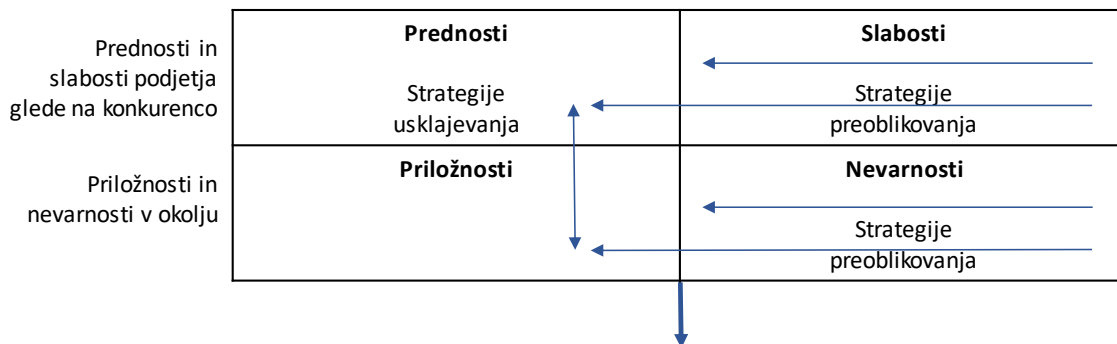 Prednosti in
slabosti podjetja
glede na konkurenco
Prednosti
Slabosti
Strategije
usklajevanja
Strategije
preoblikovanja
Priložnosti in
nevarnosti v okolju
Priložnosti
Nevarnosti
Strategije
preoblikovanja